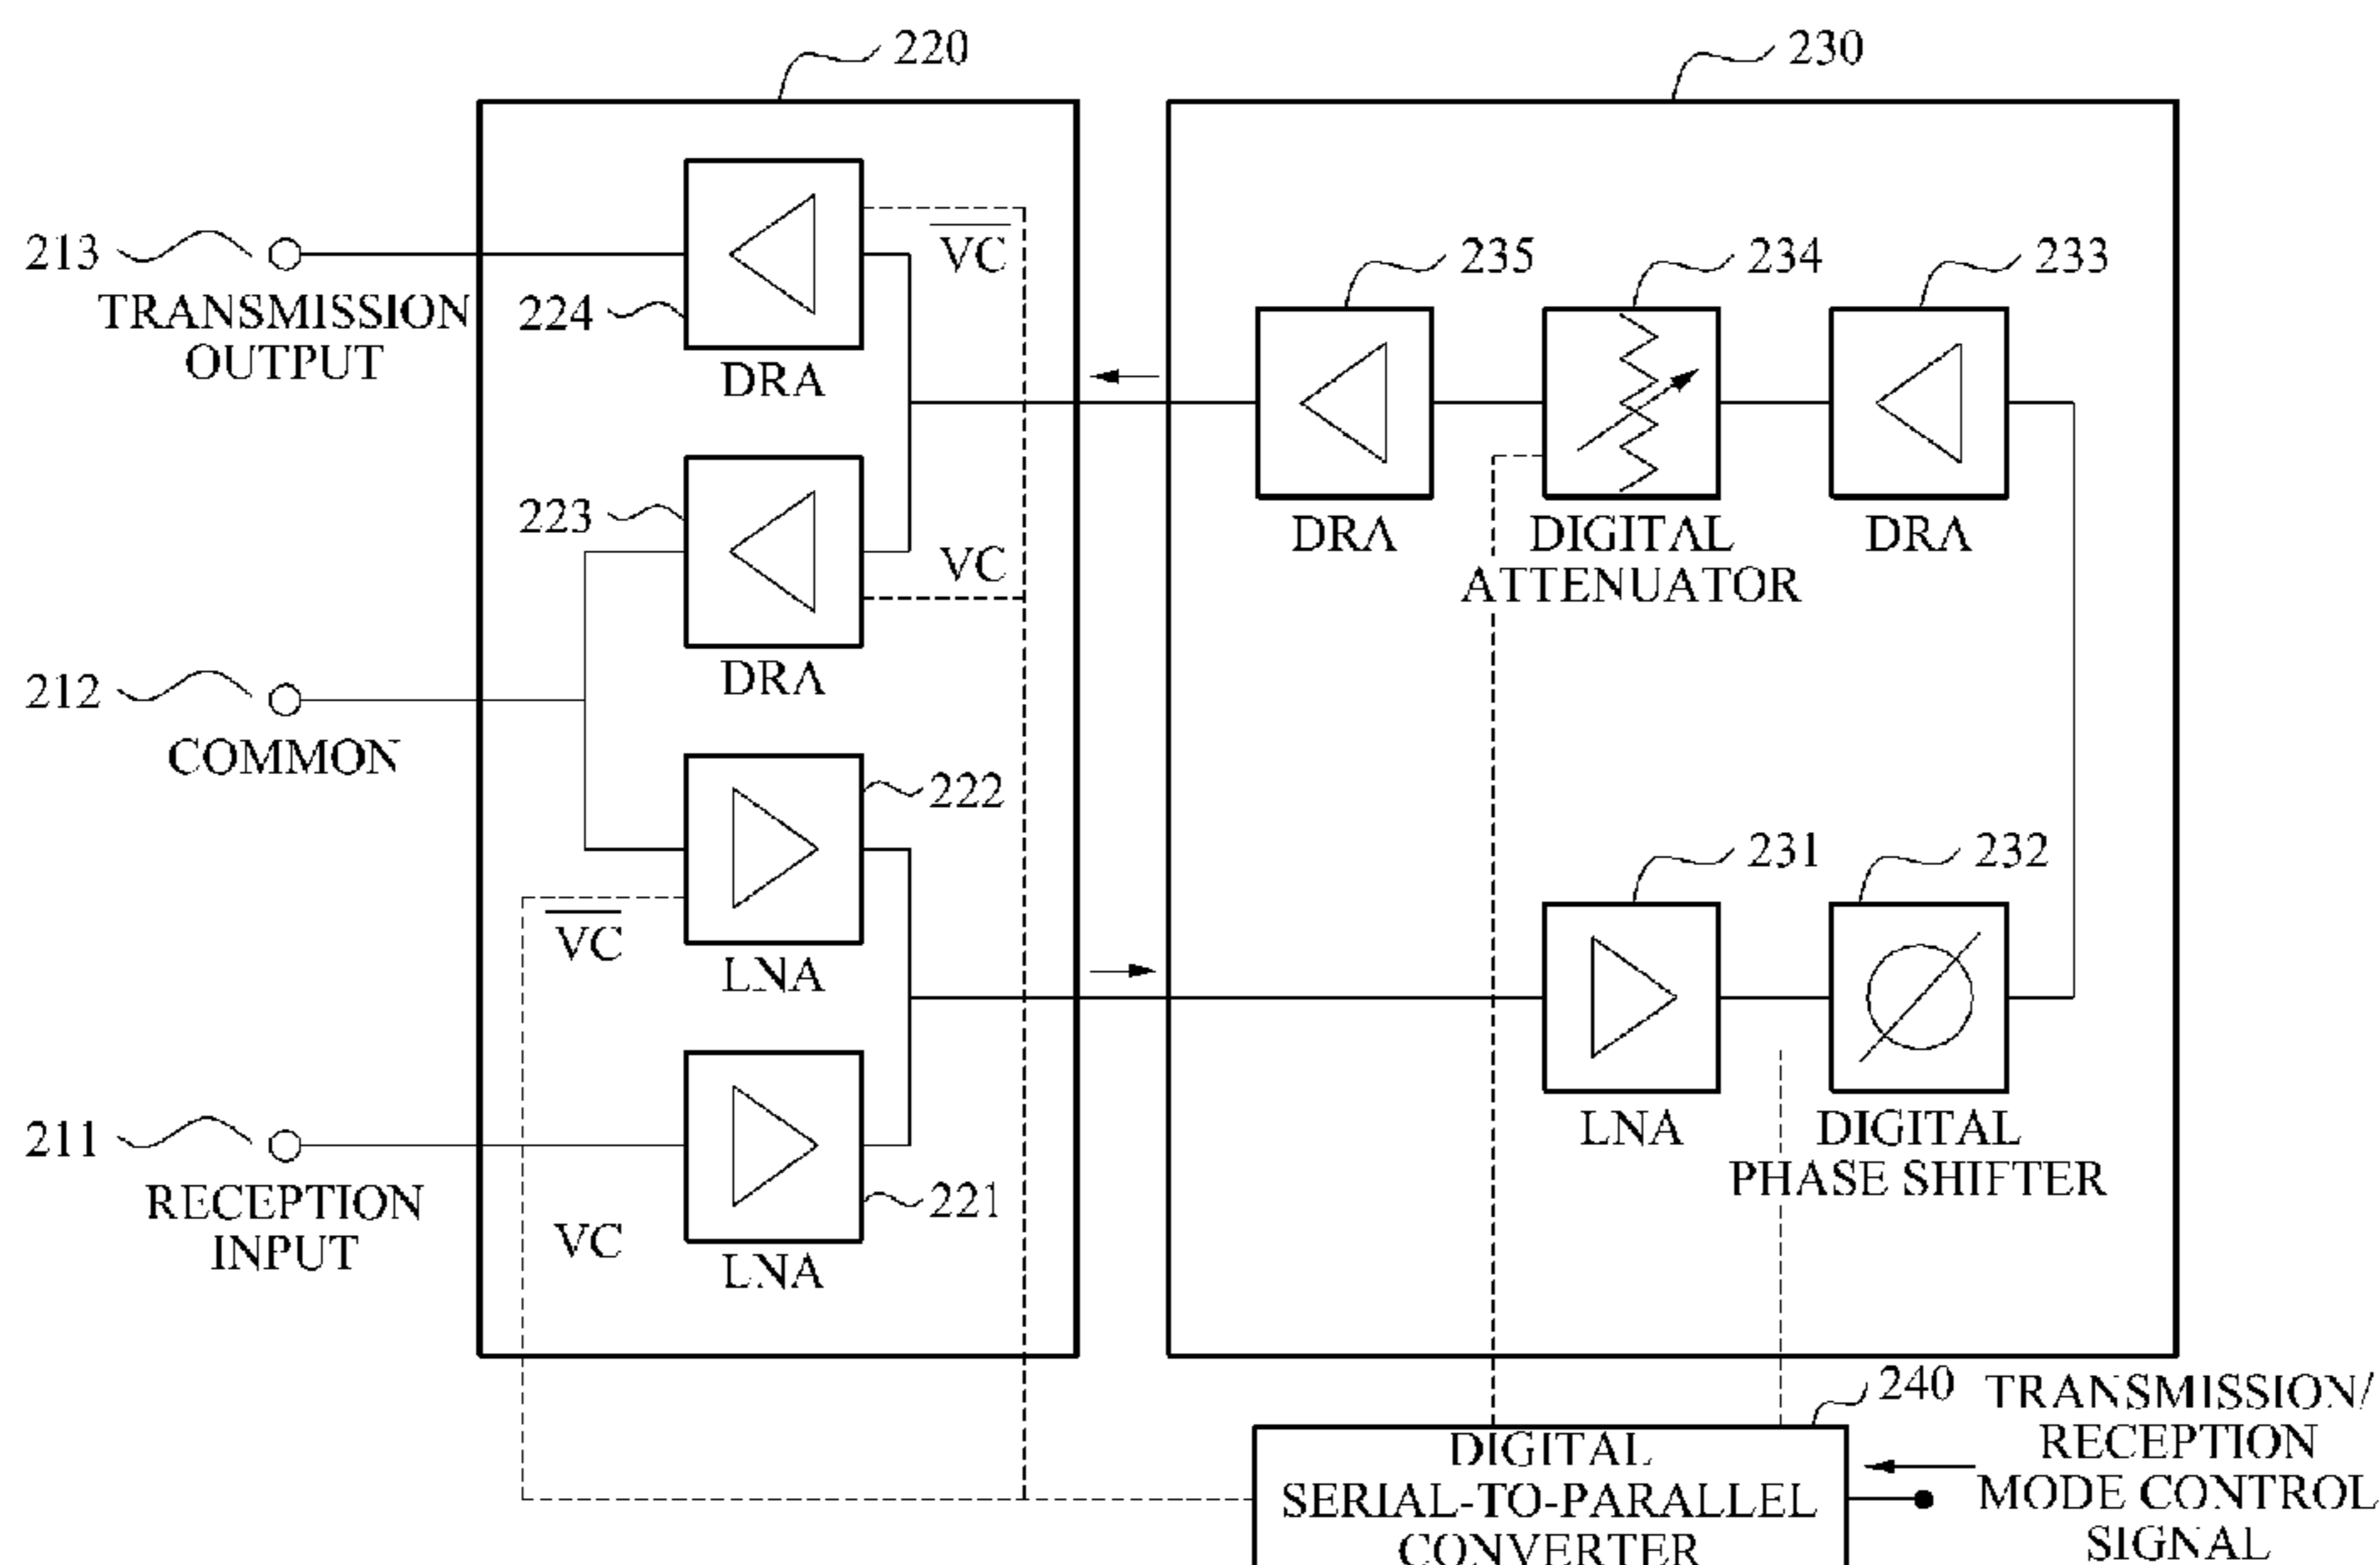 220
230
213
TRANSMISSION
OUTPUT
224
DRA
VC
235
234
233
223
DRA
VC
DRA
DIGITAL
ATTENUATOR
DRA
212
COMMON
222
VC
LNA
231
232
211
RECEPTION
INPUT
VC
221
LNA
LNA
DIGITAL
PHASE SHIFTER
240
DIGITAL
SERIAL-TO-PARALLEL
CONVERTER
TRANSMISSION/
RECEPTION
MODE CONTROL
SIGNAL